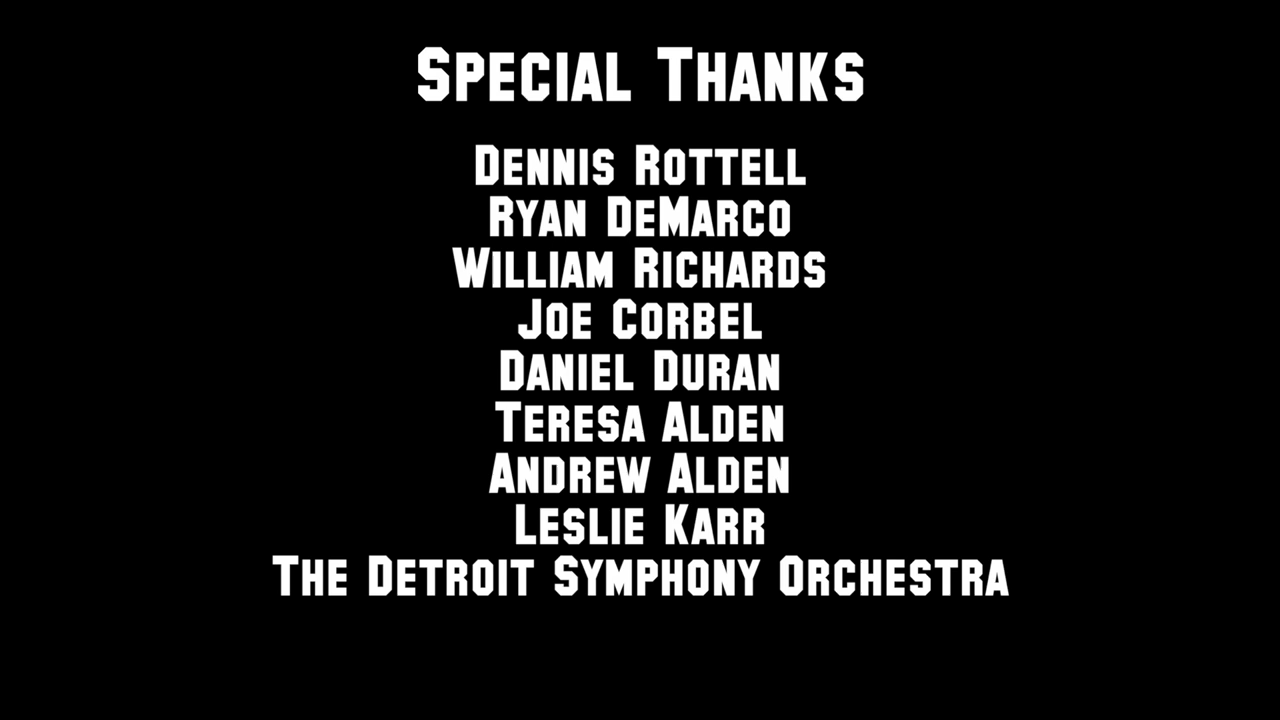 Special Thanks
Dennis Rottell
Ryan DeMarco
William Richards
Joe Corbel
Daniel Duran
Teresa Alden
Andrew Alden
Leslie Karr
The Detroit Symphony Orchestra